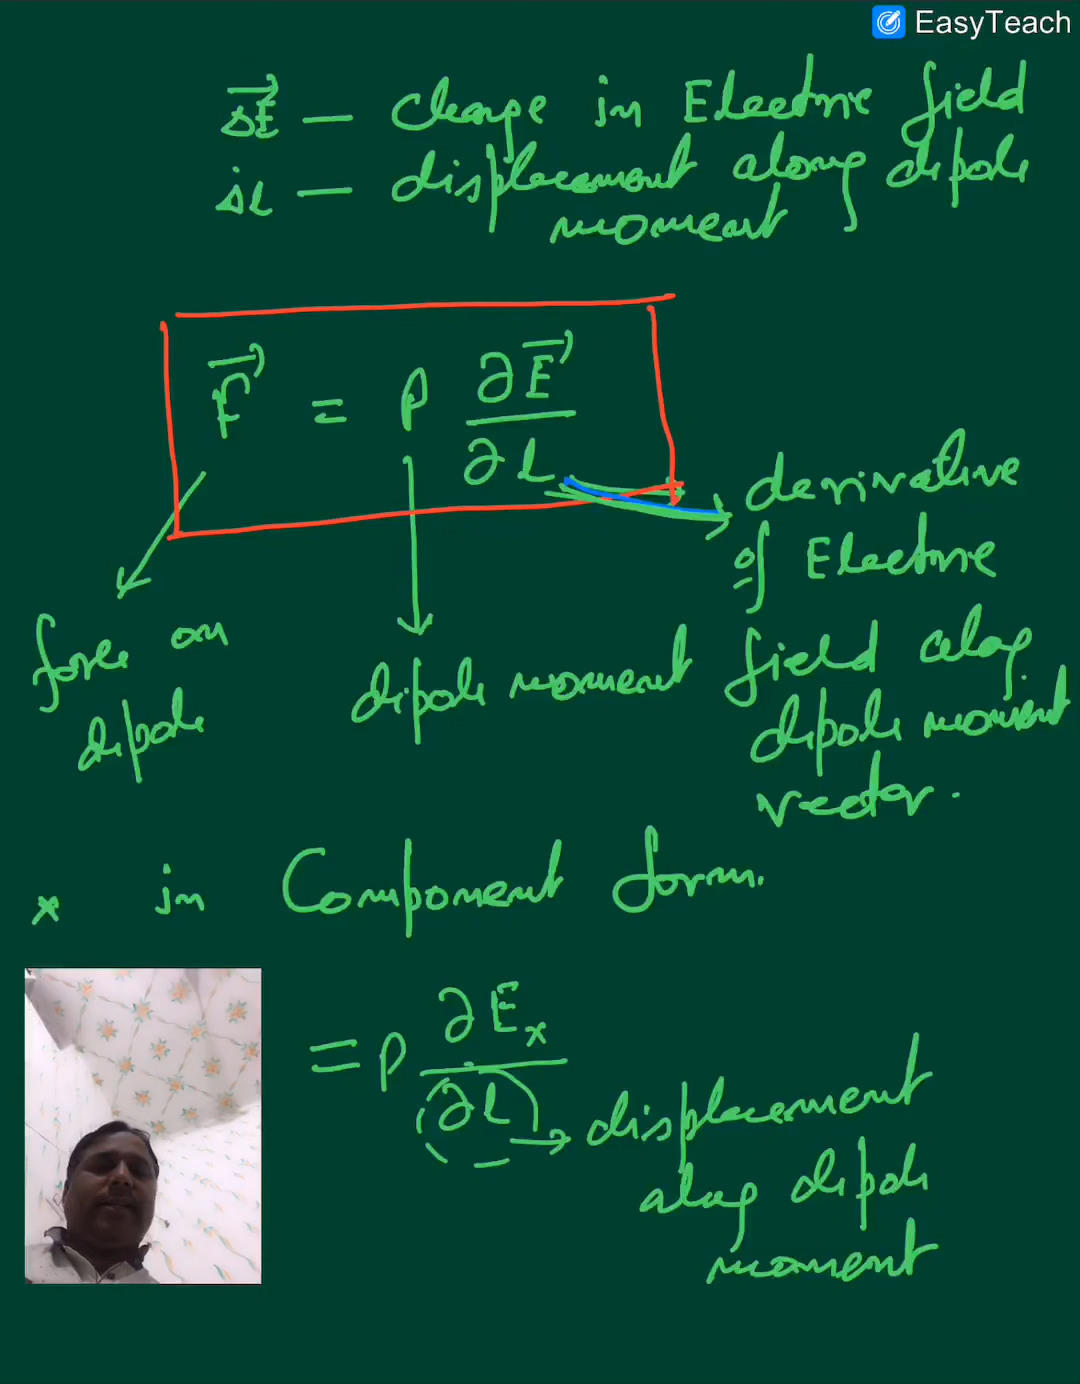 EasyTeach
ΔE⃗ — change in Electric field
Δl — displacement along dipole
moment
F⃗ = p ∂E⃗/∂l
derivative
of Electric
field along
dipole moment
vector.
force on
dipole
dipole moment
* in Component form.
= p ∂Eₓ/∂l
displacement
along dipole
moment